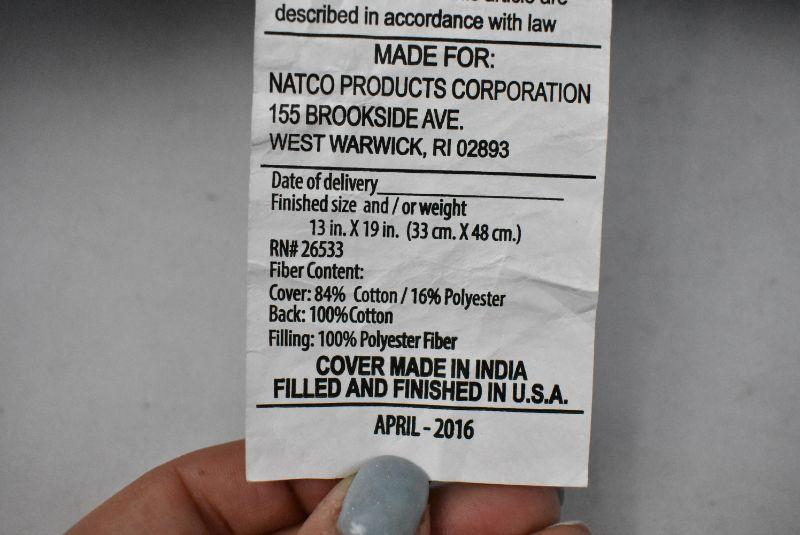 article are
described in accordance with law
MADE FOR:
NATCO PRODUCTS CORPORATION
155 BROOKSIDE AVE.
WEST WARWICK, RI 02893
Date of delivery
Finished size and / or weight
13 in. X 19 in. (33 cm. X 48 cm.)
RN# 26533
Fiber Content:
Cover: 84% Cotton / 16% Polyester
Back: 100%Cotton
Filling: 100% Polyester Fiber
COVER MADE IN INDIA
FILLED AND FINISHED IN U.S.A.
APRIL - 2016